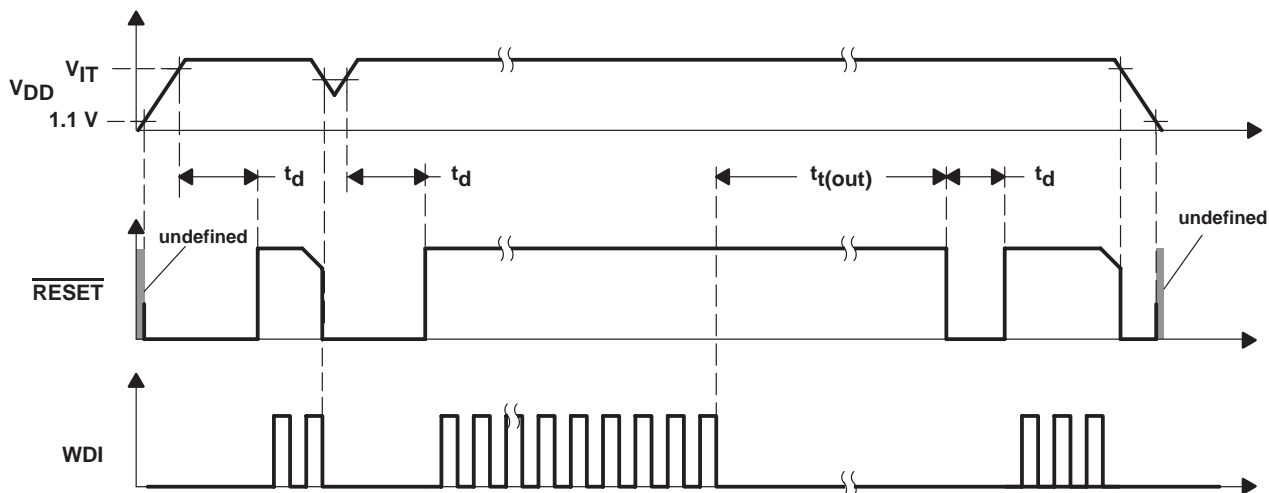 V_IT
V_DD
1.1 V
t_d
t_d
t_t(out)
t_d
undefined
undefined
RESET
WDI